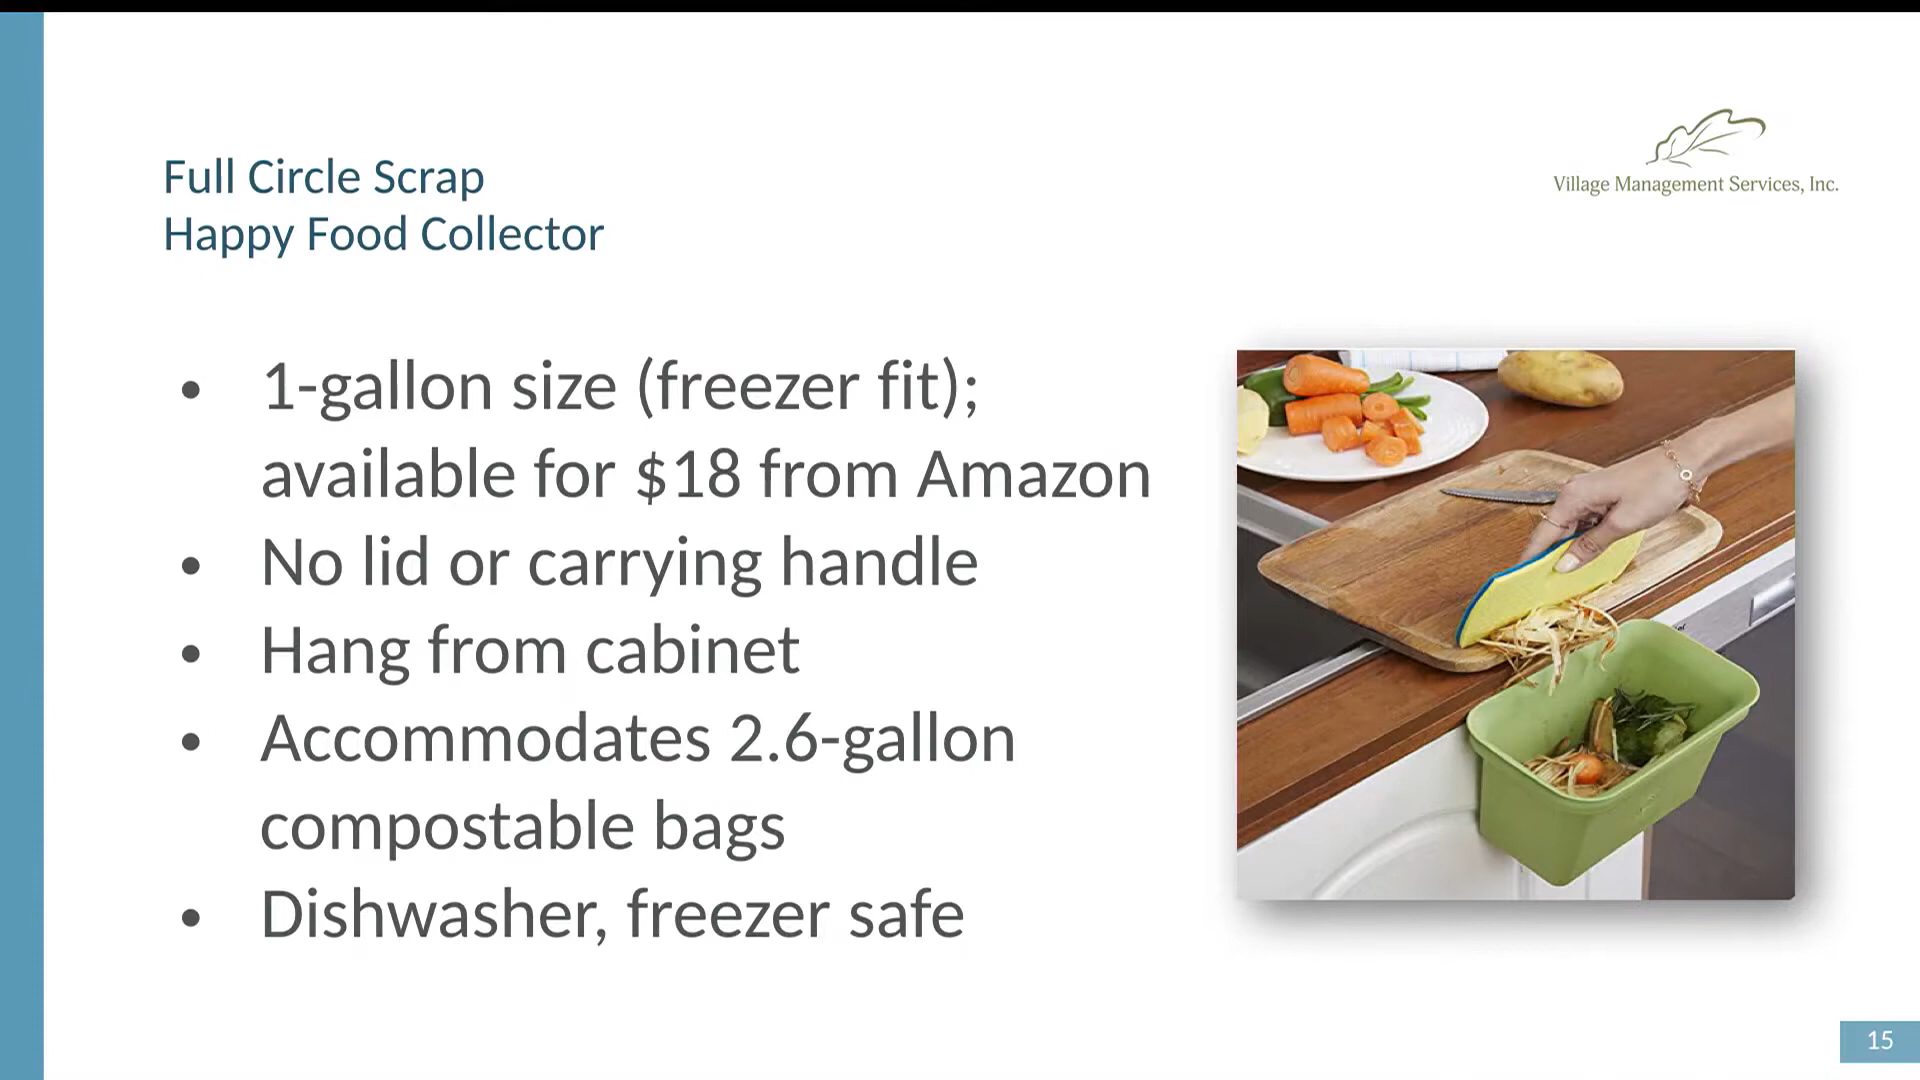 Full Circle Scrap
Happy Food Collector
Village Management Services, Inc.
• 1-gallon size (freezer fit);
available for $18 from Amazon
• No lid or carrying handle
• Hang from cabinet
• Accommodates 2.6-gallon
compostable bags
• Dishwasher, freezer safe
15